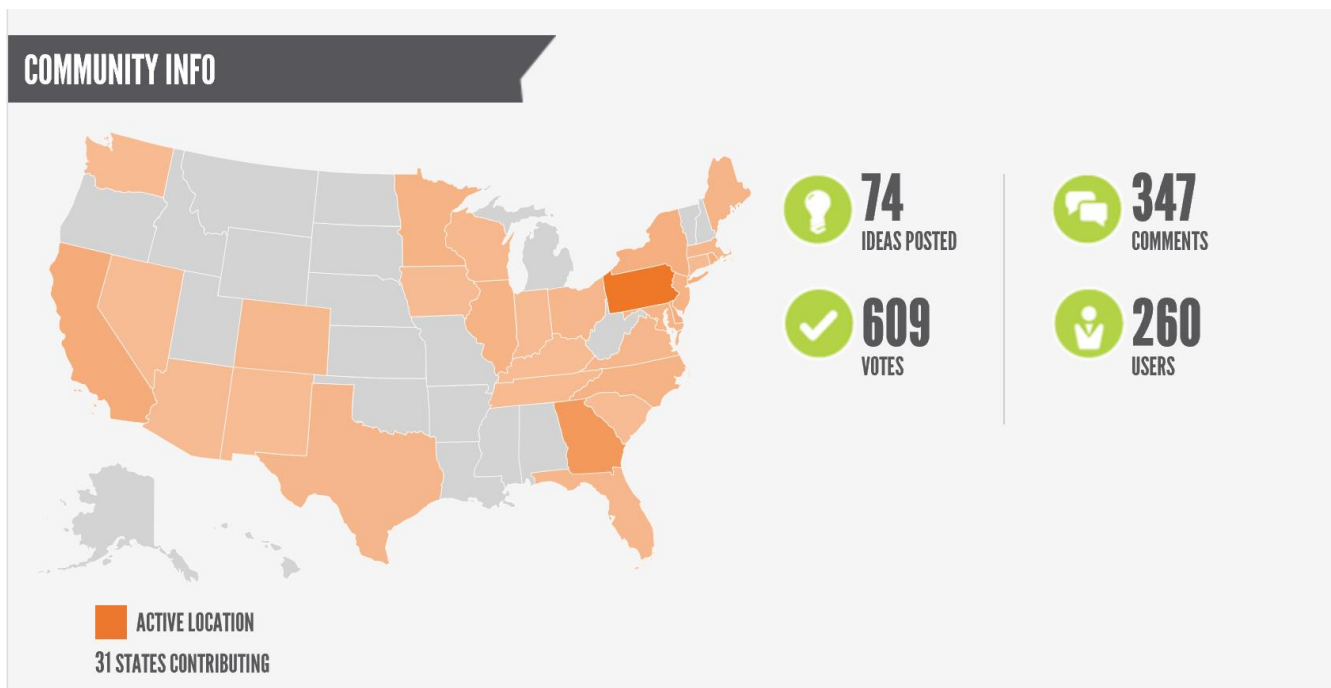 COMMUNITY INFO
74
IDEAS POSTED
347
COMMENTS
609
VOTES
260
USERS
ACTIVE LOCATION
31 STATES CONTRIBUTING